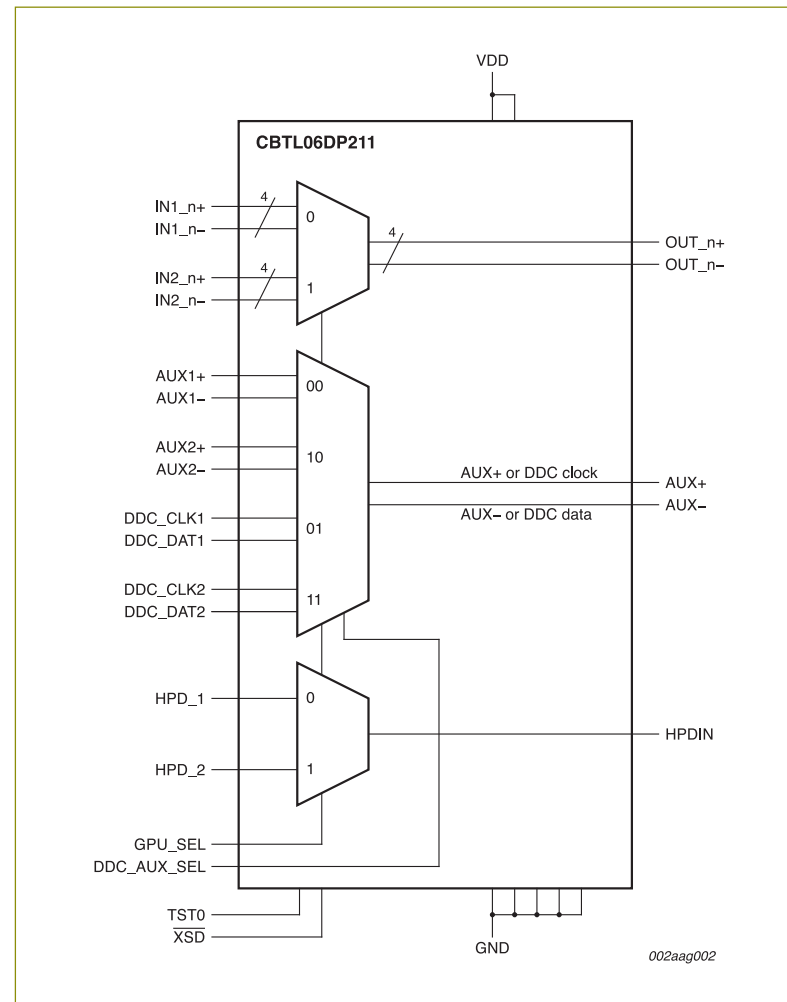 VDD
CBTL06DP211
IN1_n+
4
0
IN1_n−
4
OUT_n+
OUT_n−
IN2_n+
4
IN2_n−
1
AUX1+
00
AUX1−
AUX2+
10
AUX2−
AUX+ or DDC clock
AUX+
AUX− or DDC data
AUX−
DDC_CLK1
01
DDC_DAT1
DDC_CLK2
11
DDC_DAT2
HPD_1
0
HPDIN
HPD_2
1
GPU_SEL
DDC_AUX_SEL
TST0
XSD
GND
002aag002